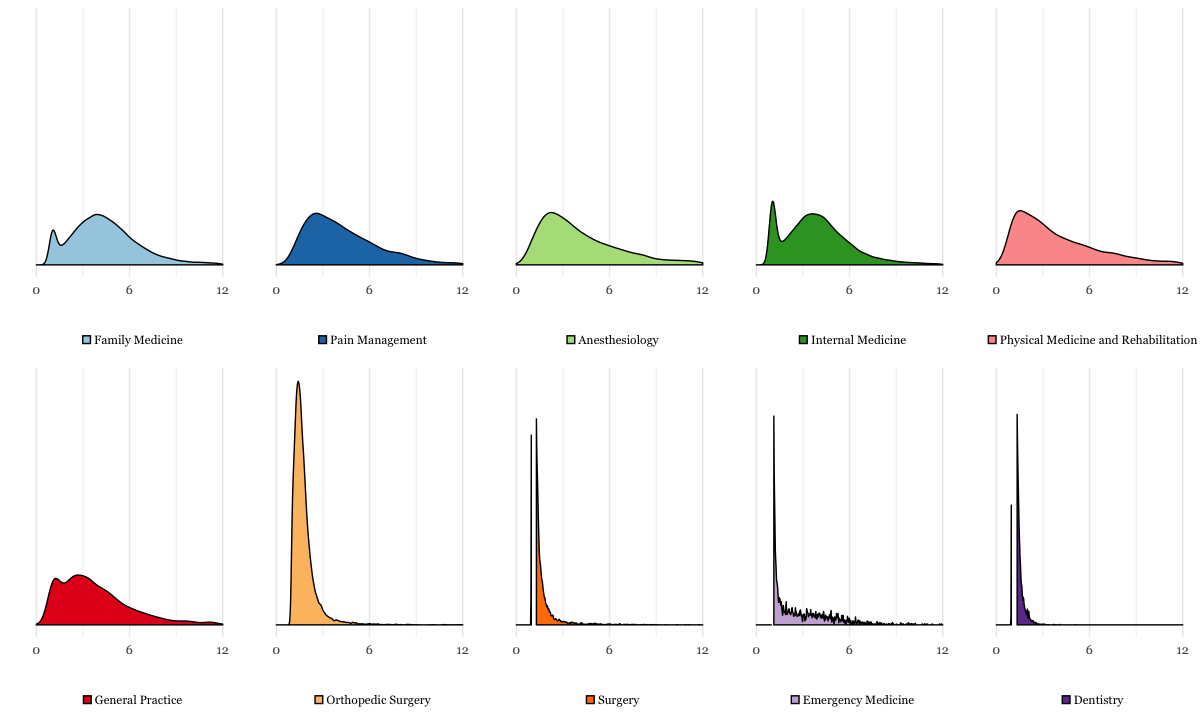 0 6 12 0 6 12 0 6 12 0 6 12 0 6 12
Family Medicine Pain Management Anesthesiology Internal Medicine Physical Medicine and Rehabilitation
0 6 12 0 6 12 0 6 12 0 6 12 0 6 12
General Practice Orthopedic Surgery Surgery Emergency Medicine Dentistry